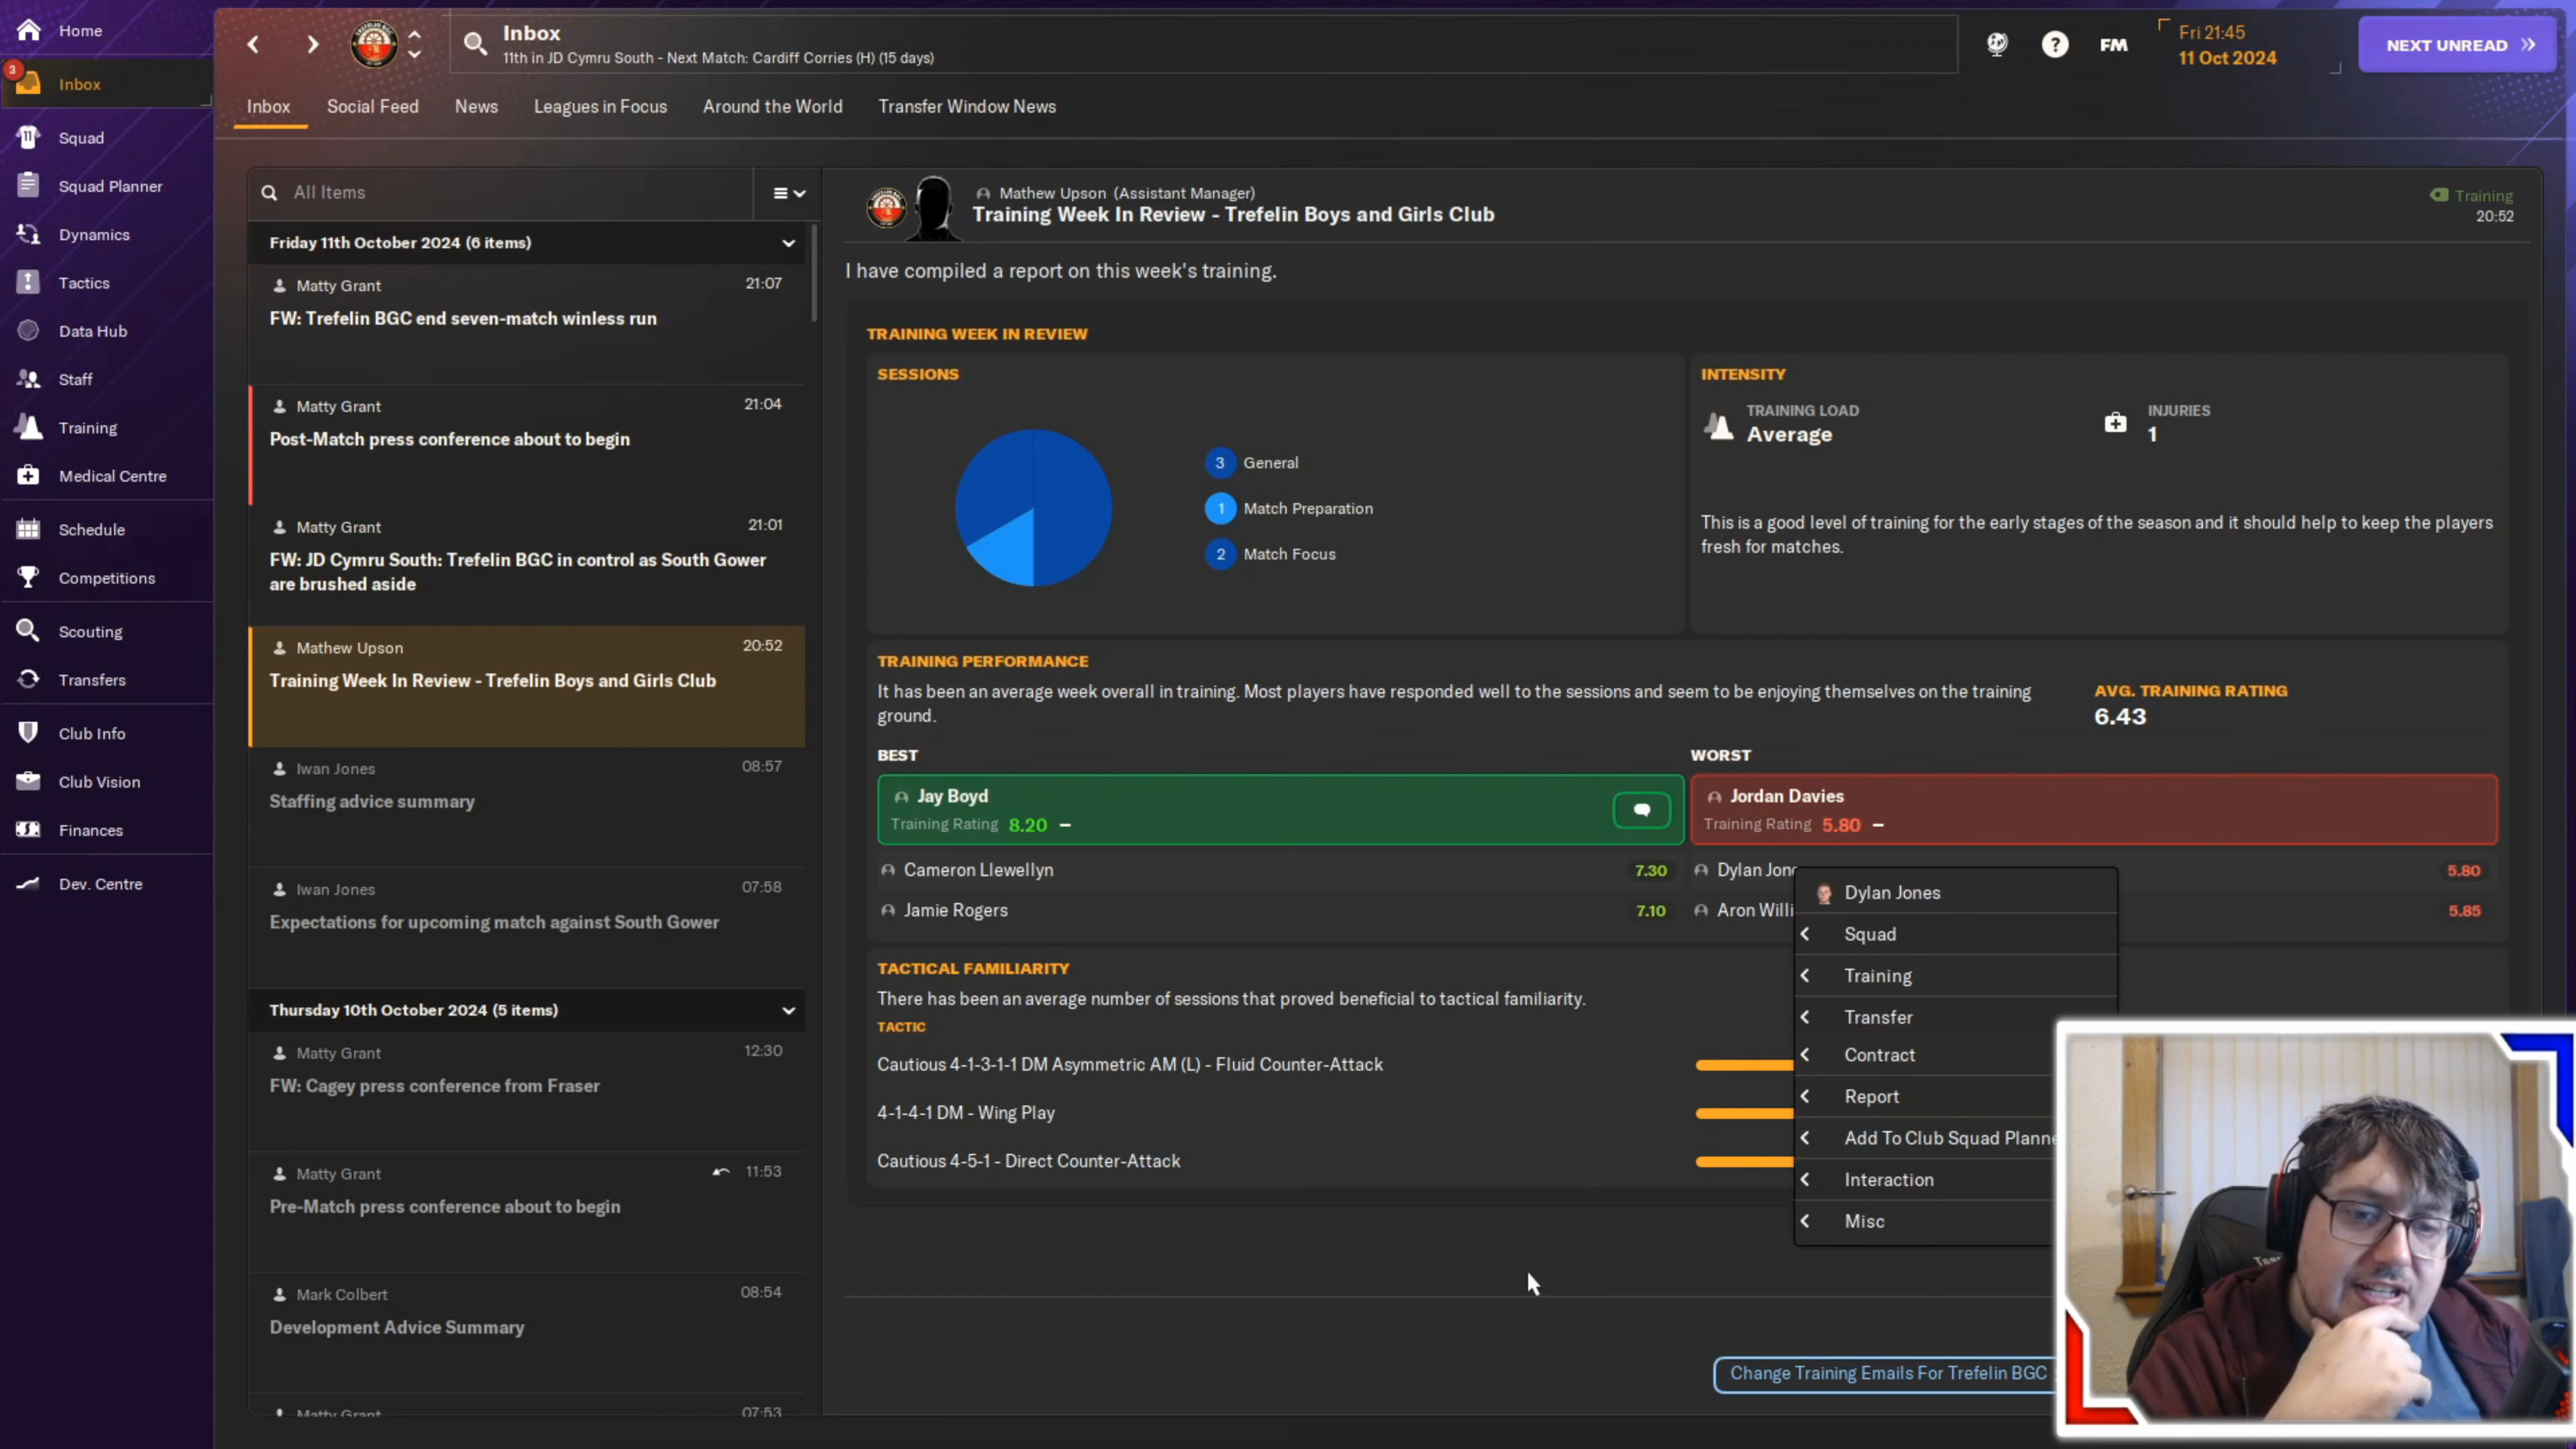 Home
3
Inbox
Squad
Squad Planner
Dynamics
Tactics
Data Hub
Staff
Training
Medical Centre
Schedule
Competitions
Scouting
Transfers
Club Info
Club Vision
Finances
Dev. Centre
Inbox
11th in JD Cymru South - Next Match: Cardiff Corries (H) (15 days)
?
FM
Fri 21:45
11 Oct 2024
NEXT UNREAD
Inbox
Social Feed
News
Leagues in Focus
Around the World
Transfer Window News
All Items
Friday 11th October 2024 (6 items)
Matty Grant 21:07
FW: Trefelin BGC end seven-match winless run
Matty Grant 21:04
Post-Match press conference about to begin
Matty Grant 21:01
FW: JD Cymru South: Trefelin BGC in control as South Gower
are brushed aside
Mathew Upson 20:52
Training Week In Review - Trefelin Boys and Girls Club
Iwan Jones 08:57
Staffing advice summary
Iwan Jones 07:58
Expectations for upcoming match against South Gower
Thursday 10th October 2024 (5 items)
Matty Grant 12:30
FW: Cagey press conference from Fraser
Matty Grant 11:53
Pre-Match press conference about to begin
Mark Colbert 08:54
Development Advice Summary
Matty Grant 07:53
Mathew Upson (Assistant Manager)
Training Week In Review - Trefelin Boys and Girls Club
Training
20:52
I have compiled a report on this week's training.
TRAINING WEEK IN REVIEW
SESSIONS
3 General
1 Match Preparation
2 Match Focus
INTENSITY
TRAINING LOAD
Average
INJURIES
1
This is a good level of training for the early stages of the season and it should help to keep the players
fresh for matches.
TRAINING PERFORMANCE
It has been an average week overall in training. Most players have responded well to the sessions and seem to be enjoying themselves on the training
ground.
AVG. TRAINING RATING
6.43
BEST
Jay Boyd
Training Rating 8.20 –
Cameron Llewellyn 7.30
Jamie Rogers 7.10
WORST
Jordan Davies
Training Rating 5.80 –
Dylan Jon 5.80
Aron Willi 5.85
Dylan Jones
Squad
Training
Transfer
Contract
Report
Add To Club Squad Planne
Interaction
Misc
TACTICAL FAMILIARITY
There has been an average number of sessions that proved beneficial to tactical familiarity.
TACTIC
Cautious 4-1-3-1-1 DM Asymmetric AM (L) - Fluid Counter-Attack
4-1-4-1 DM - Wing Play
Cautious 4-5-1 - Direct Counter-Attack
Change Training Emails For Trefelin BGC